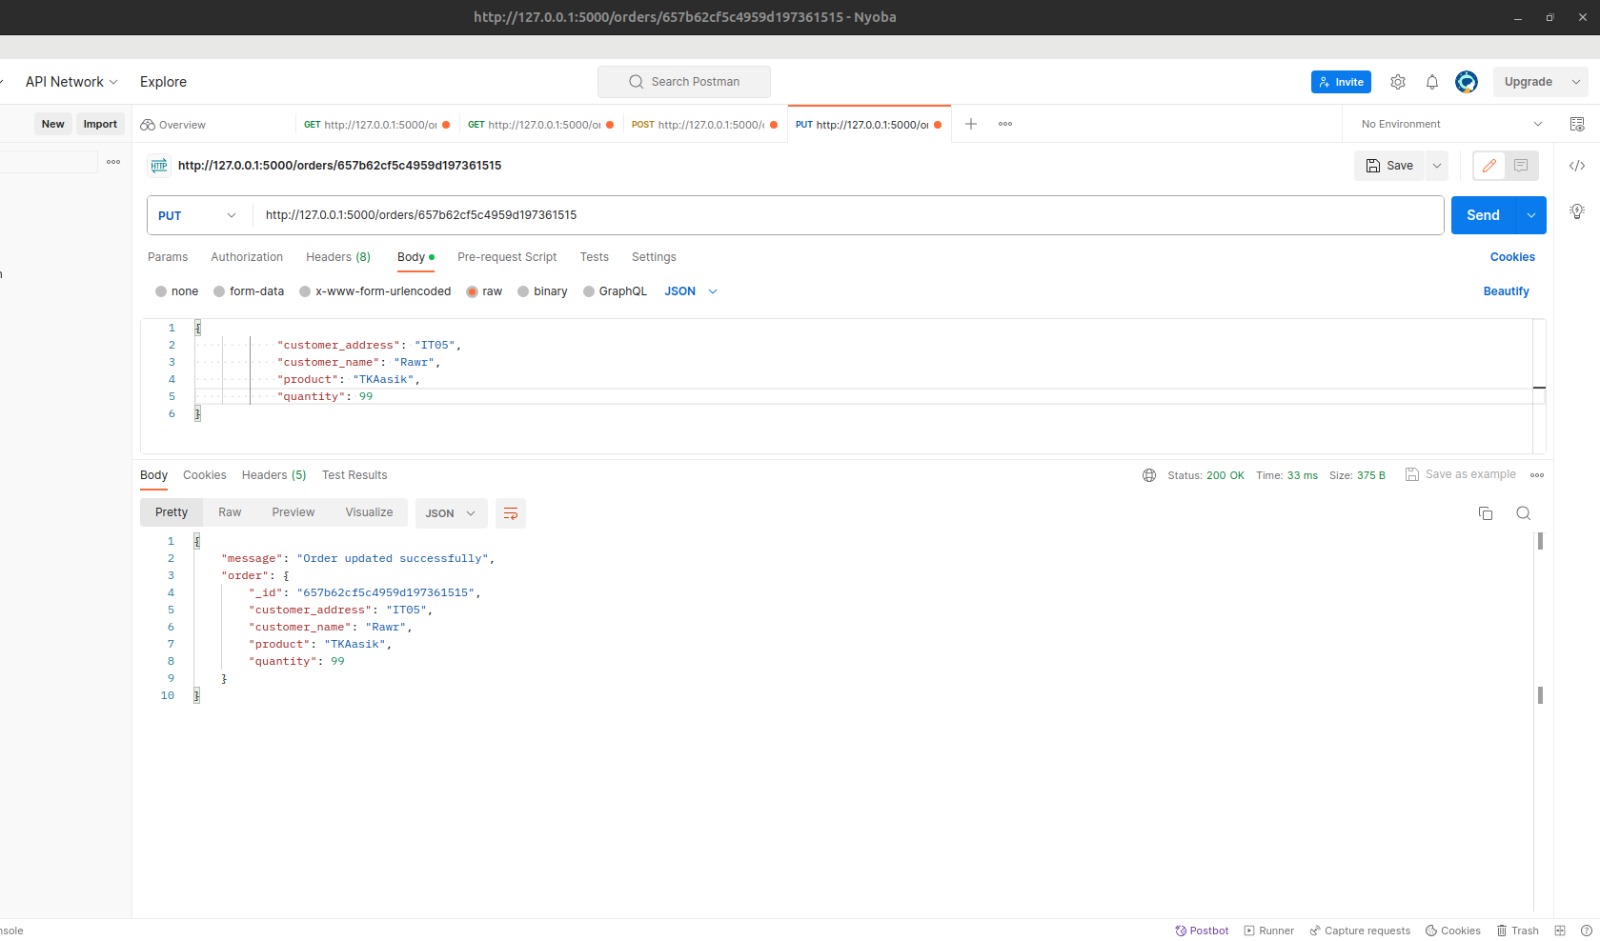 http://127.0.0.1:5000/orders/657b62cf5c4959d197361515 - Nyoba
API Network
Explore
Search Postman
Invite
Upgrade
New
Import
Overview
GET http://127.0.0.1:5000/or
GET http://127.0.0.1:5000/or
POST http://127.0.0.1:5000/
PUT http://127.0.0.1:5000/or
No Environment
HTTP http://127.0.0.1:5000/orders/657b62cf5c4959d197361515
Save
PUT
http://127.0.0.1:5000/orders/657b62cf5c4959d197361515
Send
Params Authorization Headers (8) Body Pre-request Script Tests Settings
Cookies
none form-data x-www-form-urlencoded raw binary GraphQL JSON
Beautify
1 {
2 "customer_address": "IT05",
3 "customer_name": "Rawr",
4 "product": "TKAasik",
5 "quantity": 99
6 }
Body Cookies Headers (5) Test Results
Status: 200 OK Time: 33 ms Size: 375 B
Save as example
Pretty Raw Preview Visualize JSON
1 {
2 "message": "Order updated successfully",
3 "order": {
4 "_id": "657b62cf5c4959d197361515",
5 "customer_address": "IT05",
6 "customer_name": "Rawr",
7 "product": "TKAasik",
8 "quantity": 99
9 }
10 }
nsole
Postbot Runner Capture requests Cookies Trash